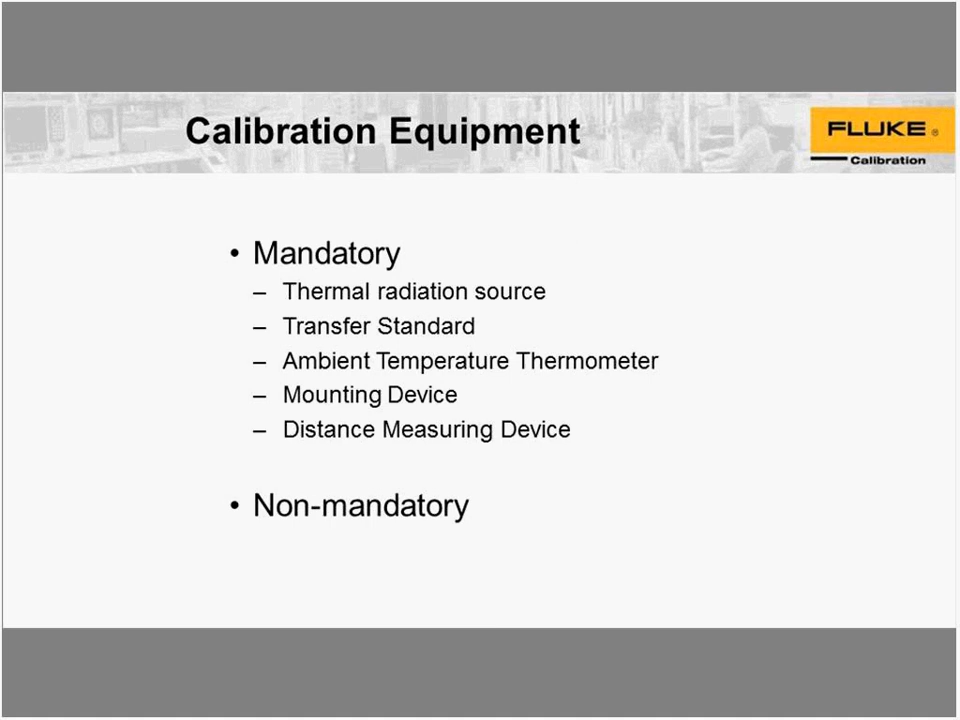 Calibration Equipment
FLUKE ®
Calibration
• Mandatory
– Thermal radiation source
– Transfer Standard
– Ambient Temperature Thermometer
– Mounting Device
– Distance Measuring Device
• Non-mandatory